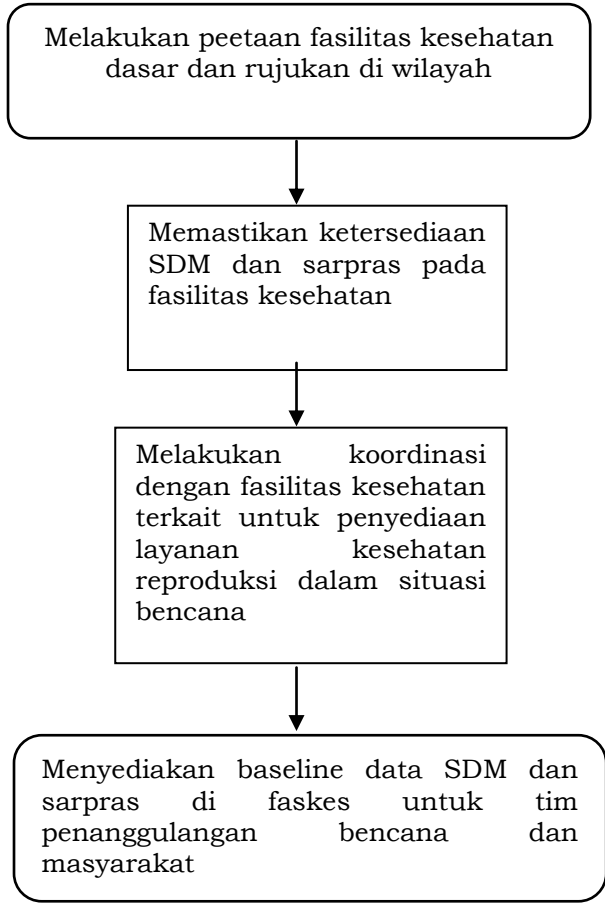 Melakukan peetaan fasilitas kesehatan
dasar dan rujukan di wilayah
Memastikan ketersediaan
SDM dan sarpras pada
fasilitas kesehatan
Melakukan koordinasi
dengan fasilitas kesehatan
terkait untuk penyediaan
layanan kesehatan
reproduksi dalam situasi
bencana
Menyediakan baseline data SDM dan
sarpras di faskes untuk tim
penanggulangan bencana dan
masyarakat